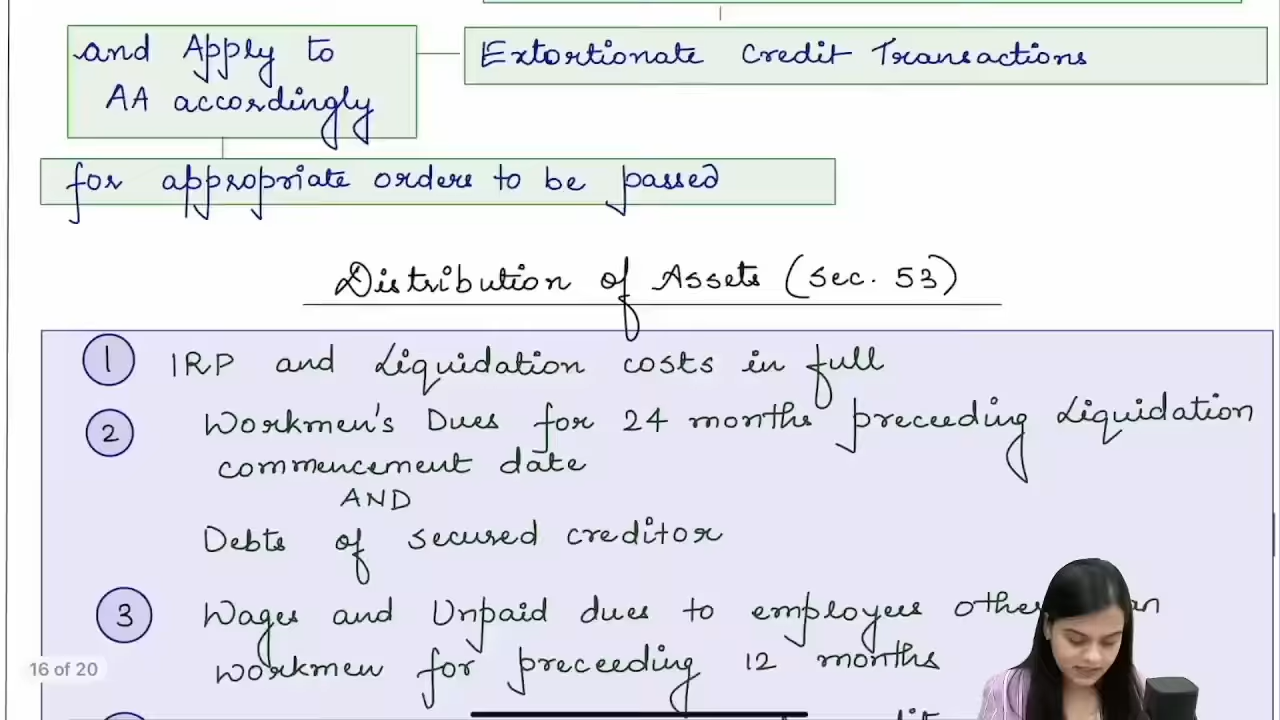 and Apply to
AA accordingly
Extortionate Credit Transactions
for appropriate orders to be passed
Distribution of Assets (Sec. 53)
1 IRP and Liquidation costs in full
2 Workmen's Dues for 24 months preceeding Liquidation
commencement date
AND
Debts of secured creditor
3 Wages and Unpaid dues to employees other
workmen for preceeding 12 months
16 of 20